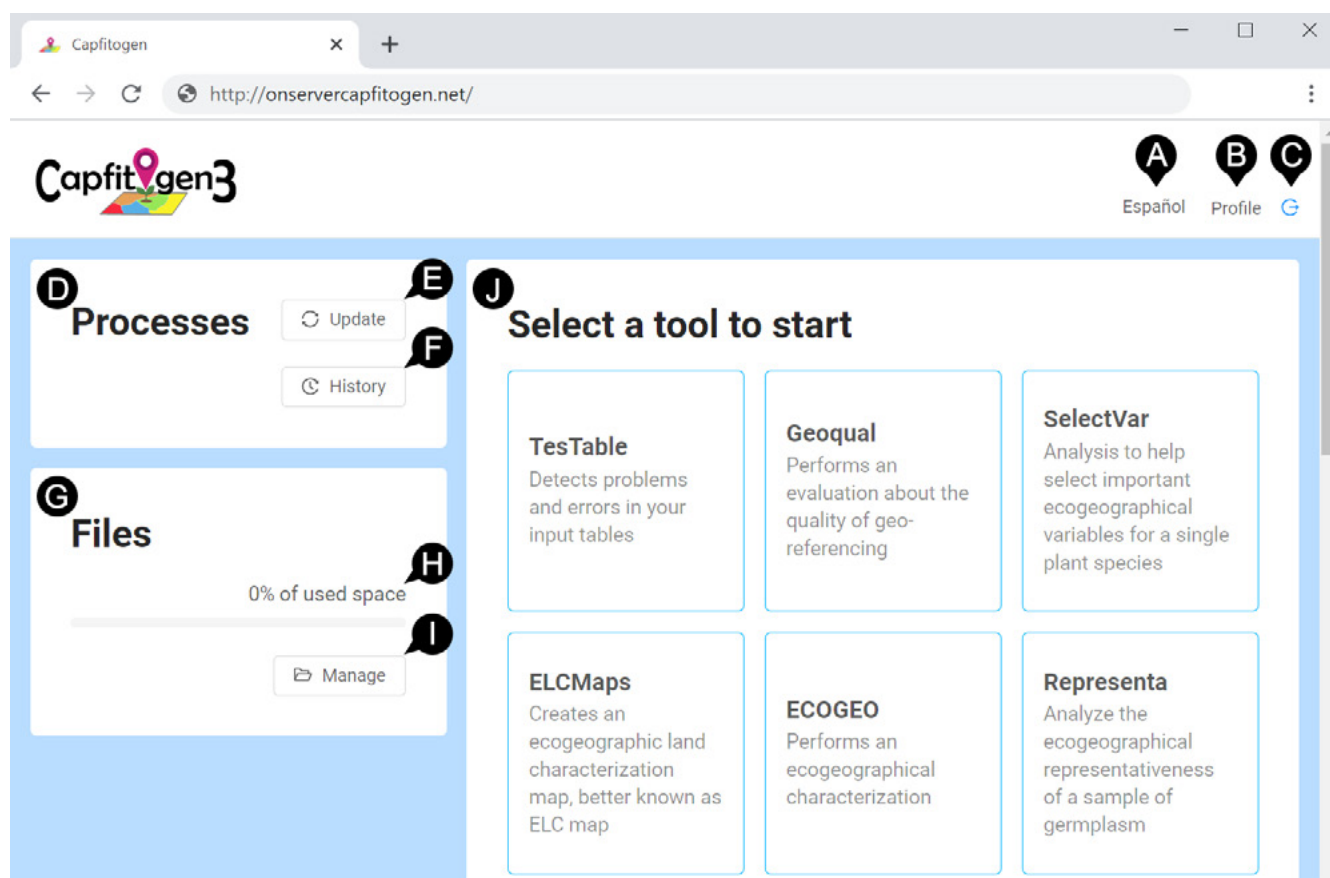 Capfitogen
http://onservercapfitogen.net/
Capfitogen3
A B C
Español Profile
D
Processes
E
Update
F
History
G
Files
H
0% of used space
I
Manage
J
Select a tool to start
TesTable
Detects problems
and errors in your
input tables
Geoqual
Performs an
evaluation about the
quality of geo-
referencing
SelectVar
Analysis to help
select important
ecogeographical
variables for a single
plant species
ELCMaps
Creates an
ecogeographic land
characterization
map, better known as
ELC map
ECOGEO
Performs an
ecogeographical
characterization
Representa
Analyze the
ecogeographical
representativeness
of a sample of
germplasm